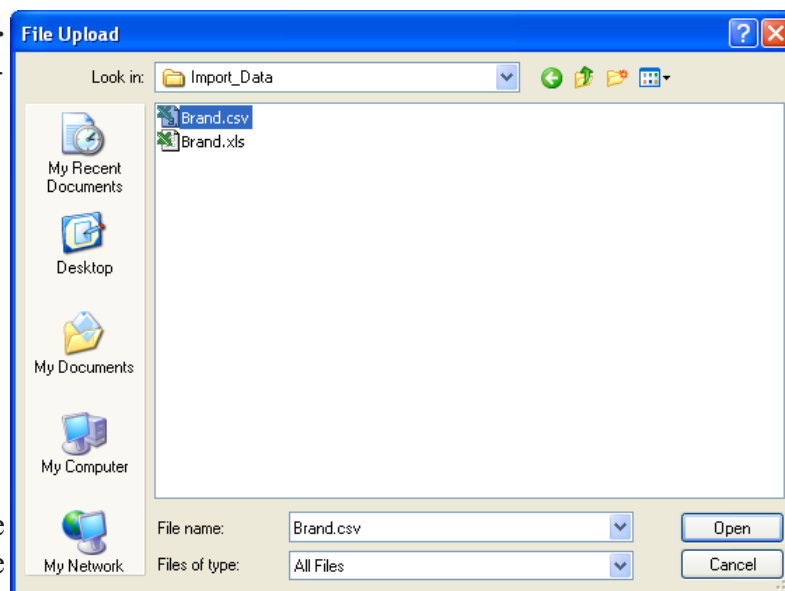 File Upload
Look in: Import_Data
Brand.csv
Brand.xls
My Recent
Documents
Desktop
My Documents
My Computer
My Network
File name: Brand.csv Open
Files of type: All Files Cancel